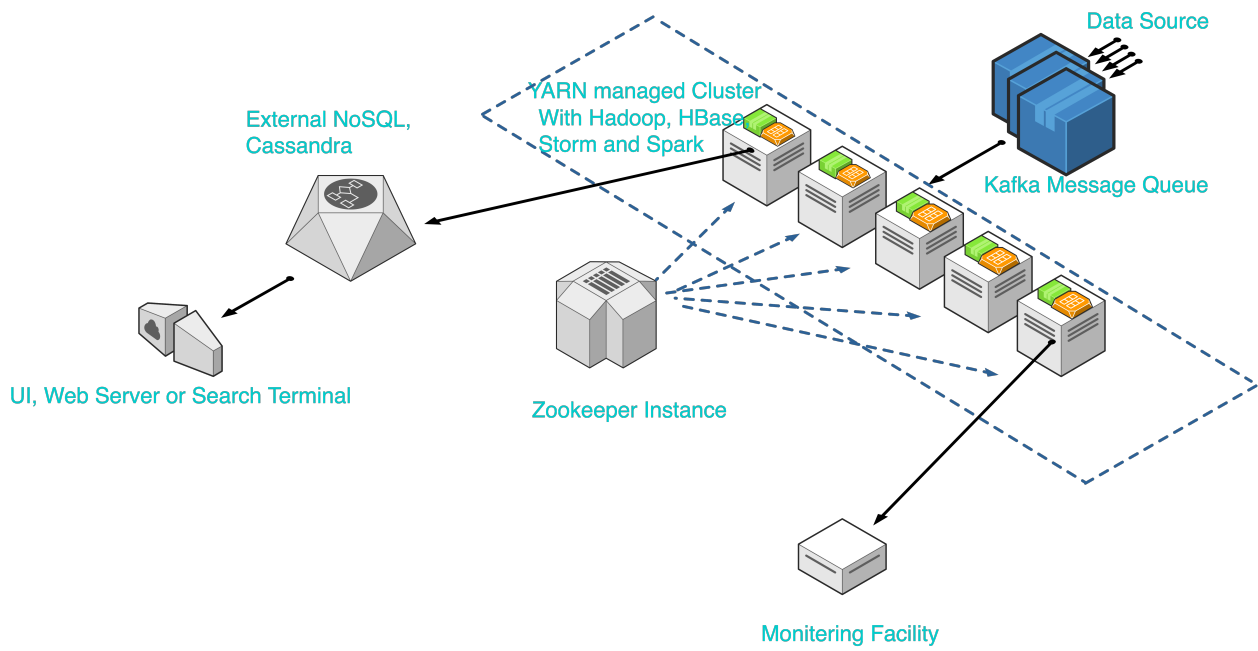 Data Source
YARN managed Cluster
With Hadoop, HBase,
Storm and Spark
External NoSQL,
Cassandra
Kafka Message Queue
UI, Web Server or Search Terminal
Zookeeper Instance
Monitering Facility